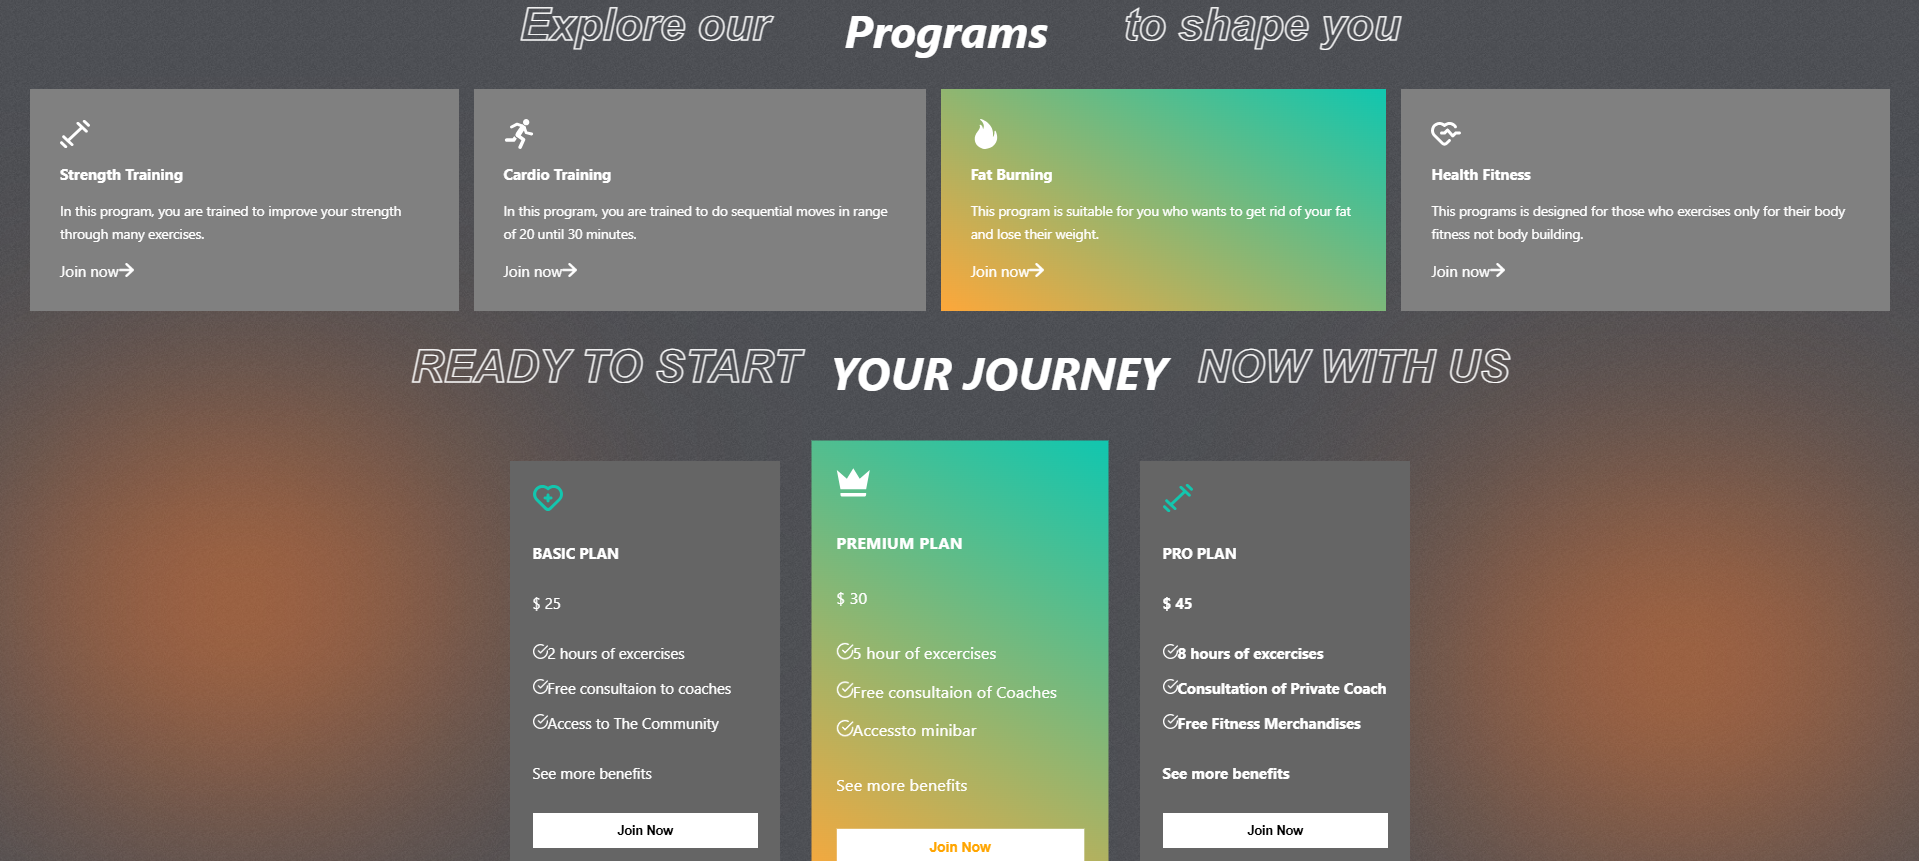 Explore our Programs to shape you
Strength Training
In this program, you are trained to improve your strength
through many exercises.
Join now
Cardio Training
In this program, you are trained to do sequential moves in range
of 20 until 30 minutes.
Join now
Fat Burning
This program is suitable for you who wants to get rid of your fat
and lose their weight.
Join now
Health Fitness
This programs is designed for those who exercises only for their body
fitness not body building.
Join now
READY TO START YOUR JOURNEY NOW WITH US
BASIC PLAN
$ 25
2 hours of excercises
Free consultaion to coaches
Access to The Community
See more benefits
Join Now
PREMIUM PLAN
$ 30
5 hour of excercises
Free consultaion of Coaches
Accessto minibar
See more benefits
Join Now
PRO PLAN
$ 45
8 hours of excercises
Consultation of Private Coach
Free Fitness Merchandises
See more benefits
Join Now